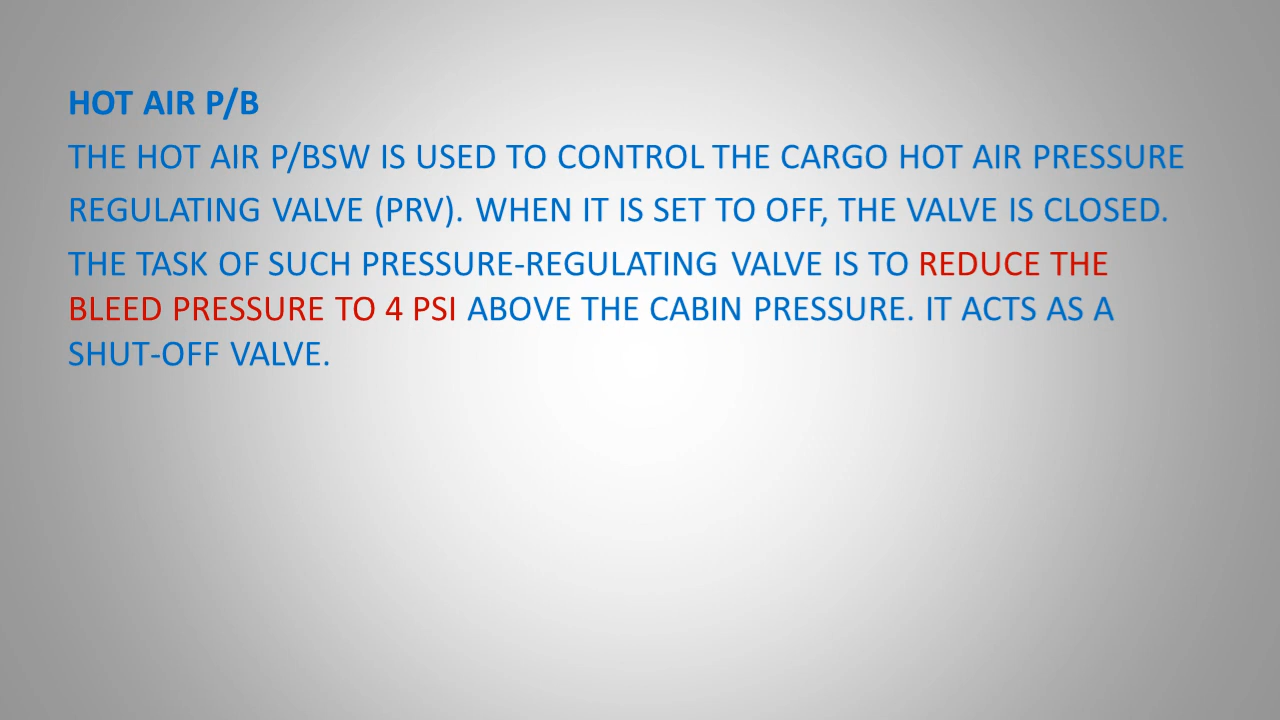 HOT AIR P/B
THE HOT AIR P/BSW IS USED TO CONTROL THE CARGO HOT AIR PRESSURE
REGULATING VALVE (PRV). WHEN IT IS SET TO OFF, THE VALVE IS CLOSED.
THE TASK OF SUCH PRESSURE-REGULATING VALVE IS TO REDUCE THE
BLEED PRESSURE TO 4 PSI ABOVE THE CABIN PRESSURE. IT ACTS AS A
SHUT-OFF VALVE.